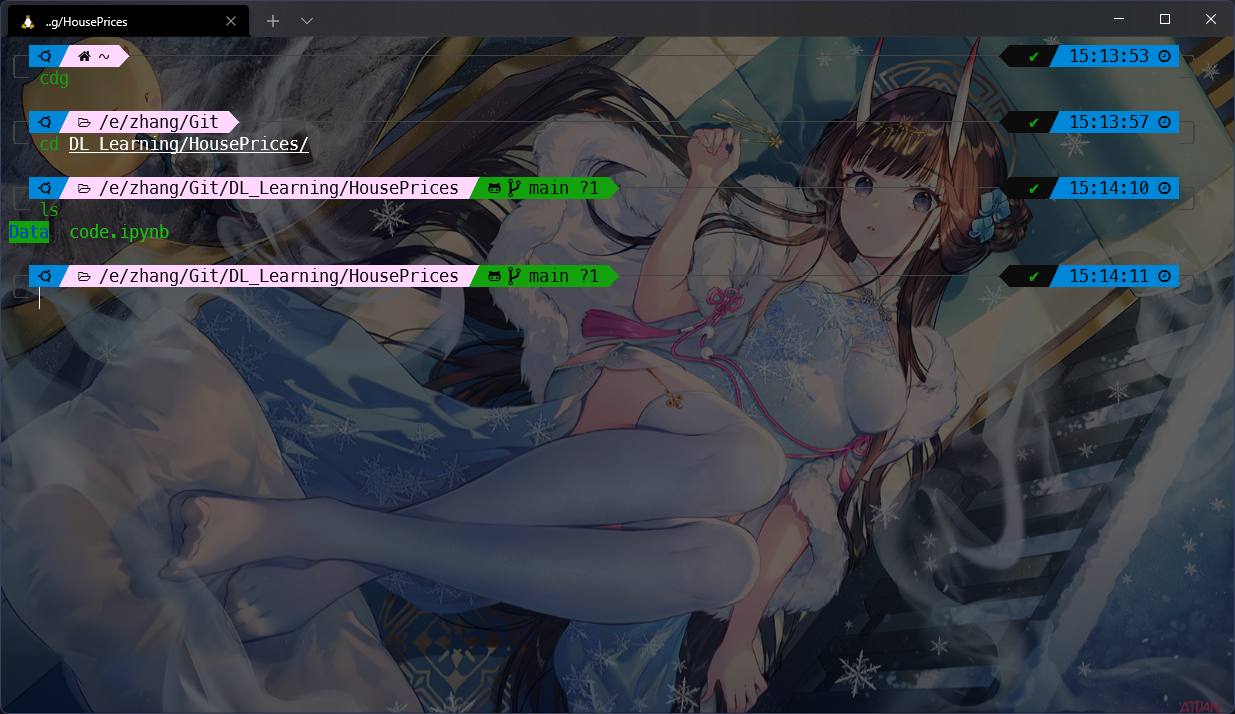 ..g/HousePrices
~ 15:13:53
cdg
/e/zhang/Git 15:13:57
cd DL_Learning/HousePrices/
/e/zhang/Git/DL_Learning/HousePrices main ?1 15:14:10
ls
Data code.ipynb
/e/zhang/Git/DL_Learning/HousePrices main ?1 15:14:11
ATDAN